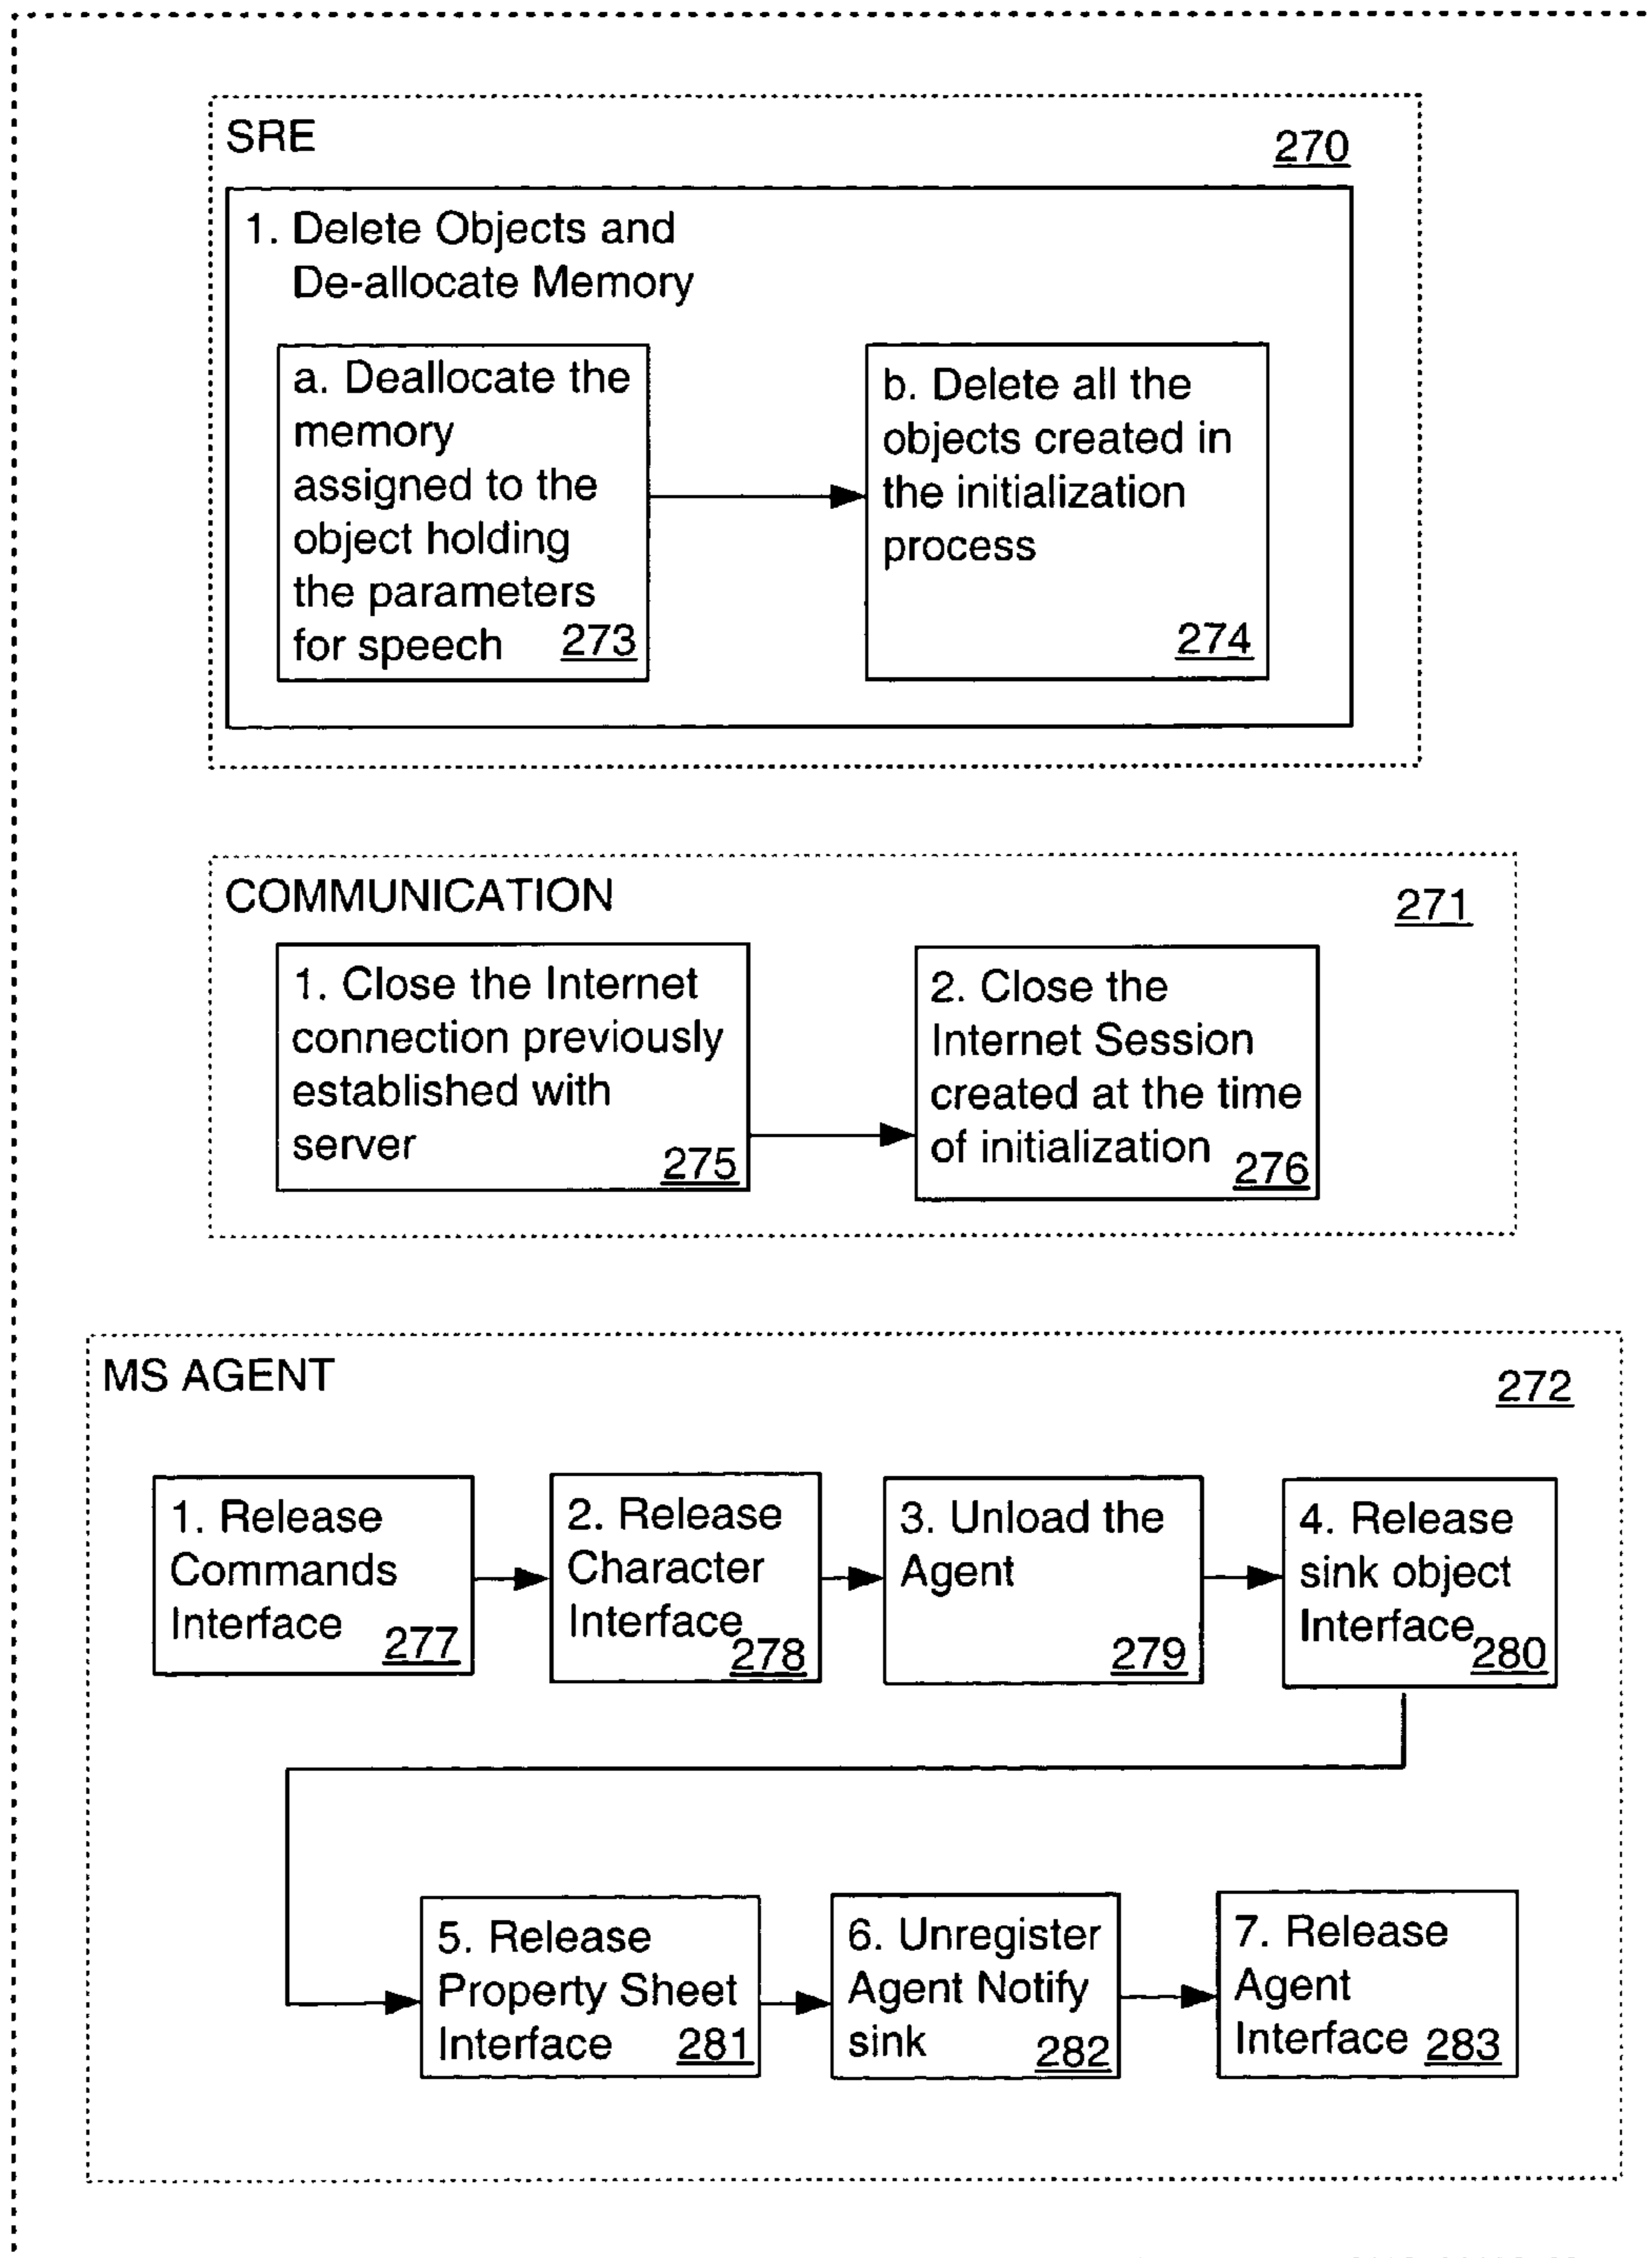 SRE
270
1. Delete Objects and
De-allocate Memory
a. Deallocate the
memory
assigned to the
object holding
the parameters
for speech 273
b. Delete all the
objects created in
the initialization
process
274
COMMUNICATION
271
1. Close the Internet
connection previously
established with
server
275
2. Close the
Internet Session
created at the time
of initialization 276
MS AGENT
272
1. Release
Commands
Interface 277
2. Release
Character
Interface 278
3. Unload the
Agent
279
4. Release
sink object
Interface 280
5. Release
Property Sheet
Interface 281
6. Unregister
Agent Notify
sink 282
7. Release
Agent
Interface 283